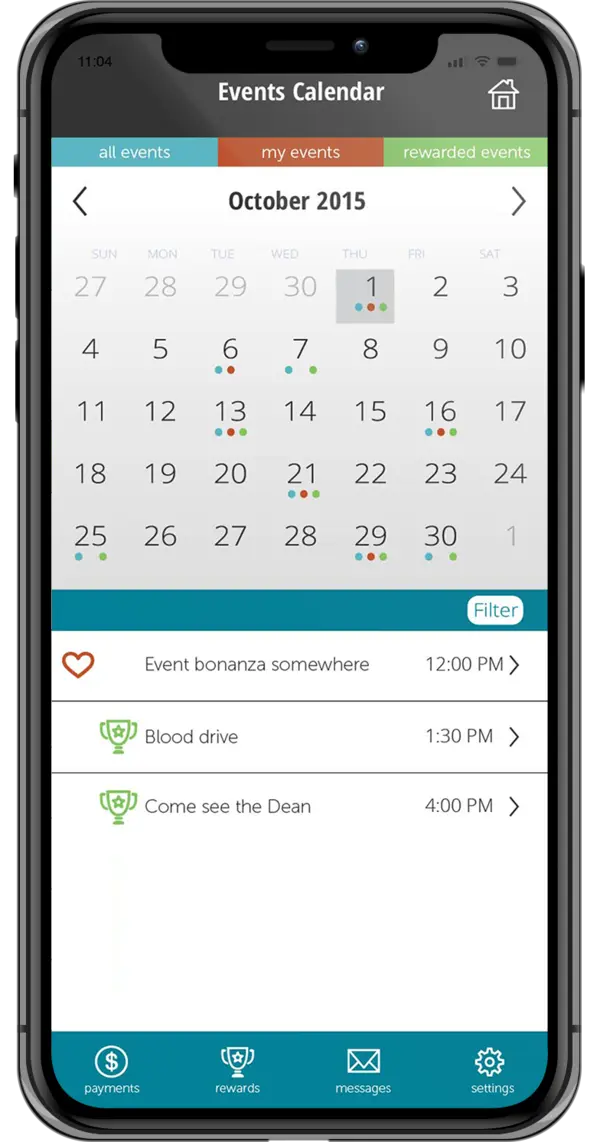 11:04
Events Calendar
all events my events rewarded events
October 2015
SUN MON TUE WED THU FRI SAT
27 28 29 30 1 2 3
4 5 6 7 8 9 10
11 12 13 14 15 16 17
18 19 20 21 22 23 24
25 26 27 28 29 30 1
Filter
Event bonanza somewhere 12:00 PM
Blood drive 1:30 PM
Come see the Dean 4:00 PM
$
payments rewards messages settings